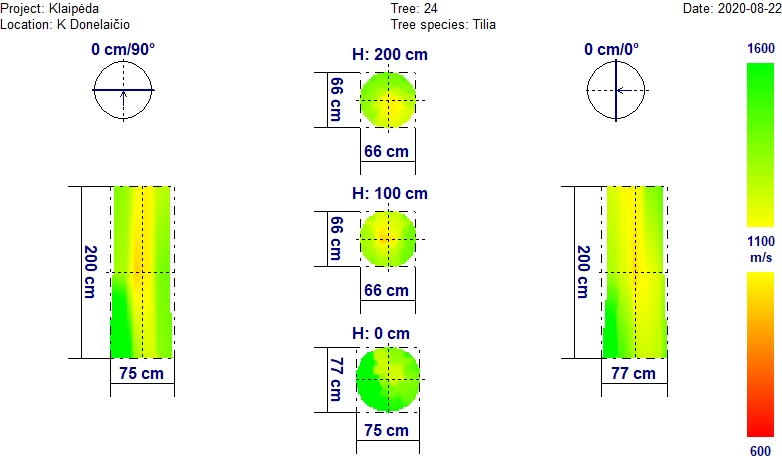 Project: Klaipėda
Tree: 24
Date: 2020-08-22
Location: K Donelaičio
Tree species: Tilia
0 cm/90°
H: 200 cm
0 cm/0°
1600
66 cm
66 cm
H: 100 cm
66 cm
66 cm
200 cm
200 cm
1100
m/s
H: 0 cm
77 cm
75 cm
75 cm
77 cm
600